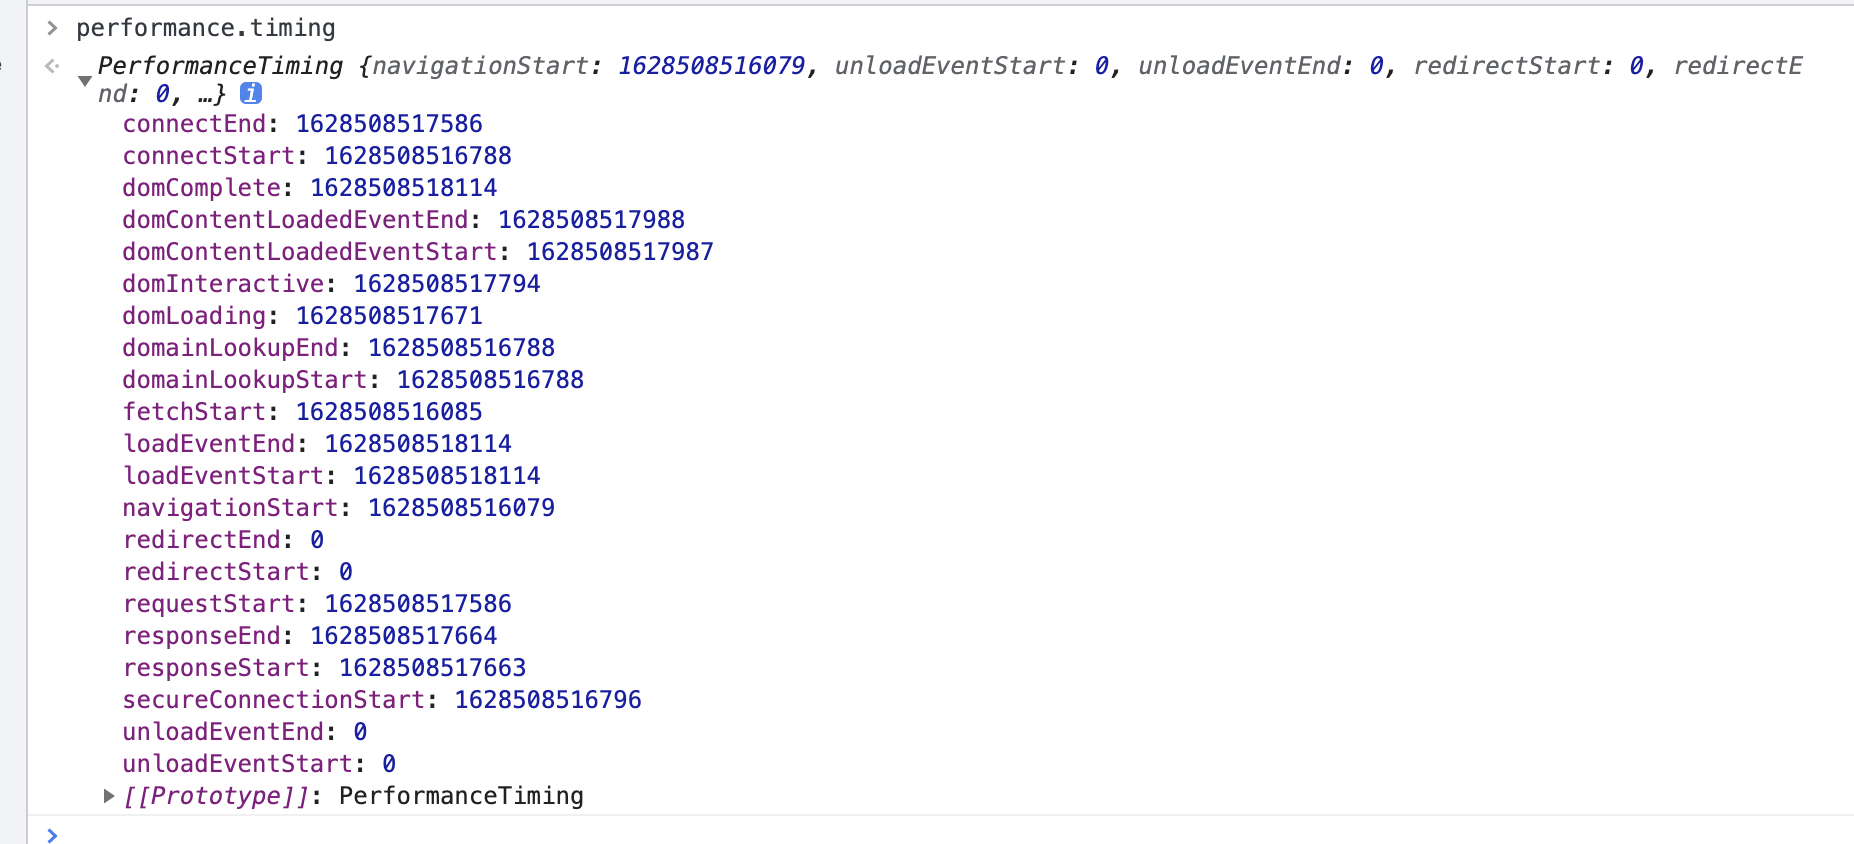 > performance.timing
PerformanceTiming {navigationStart: 1628508516079, unloadEventStart: 0, unloadEventEnd: 0, redirectStart: 0, redirectE
nd: 0, …} i
connectEnd: 1628508517586
connectStart: 1628508516788
domComplete: 1628508518114
domContentLoadedEventEnd: 1628508517988
domContentLoadedEventStart: 1628508517987
domInteractive: 1628508517794
domLoading: 1628508517671
domainLookupEnd: 1628508516788
domainLookupStart: 1628508516788
fetchStart: 1628508516085
loadEventEnd: 1628508518114
loadEventStart: 1628508518114
navigationStart: 1628508516079
redirectEnd: 0
redirectStart: 0
requestStart: 1628508517586
responseEnd: 1628508517664
responseStart: 1628508517663
secureConnectionStart: 1628508516796
unloadEventEnd: 0
unloadEventStart: 0
[[Prototype]]: PerformanceTiming
>